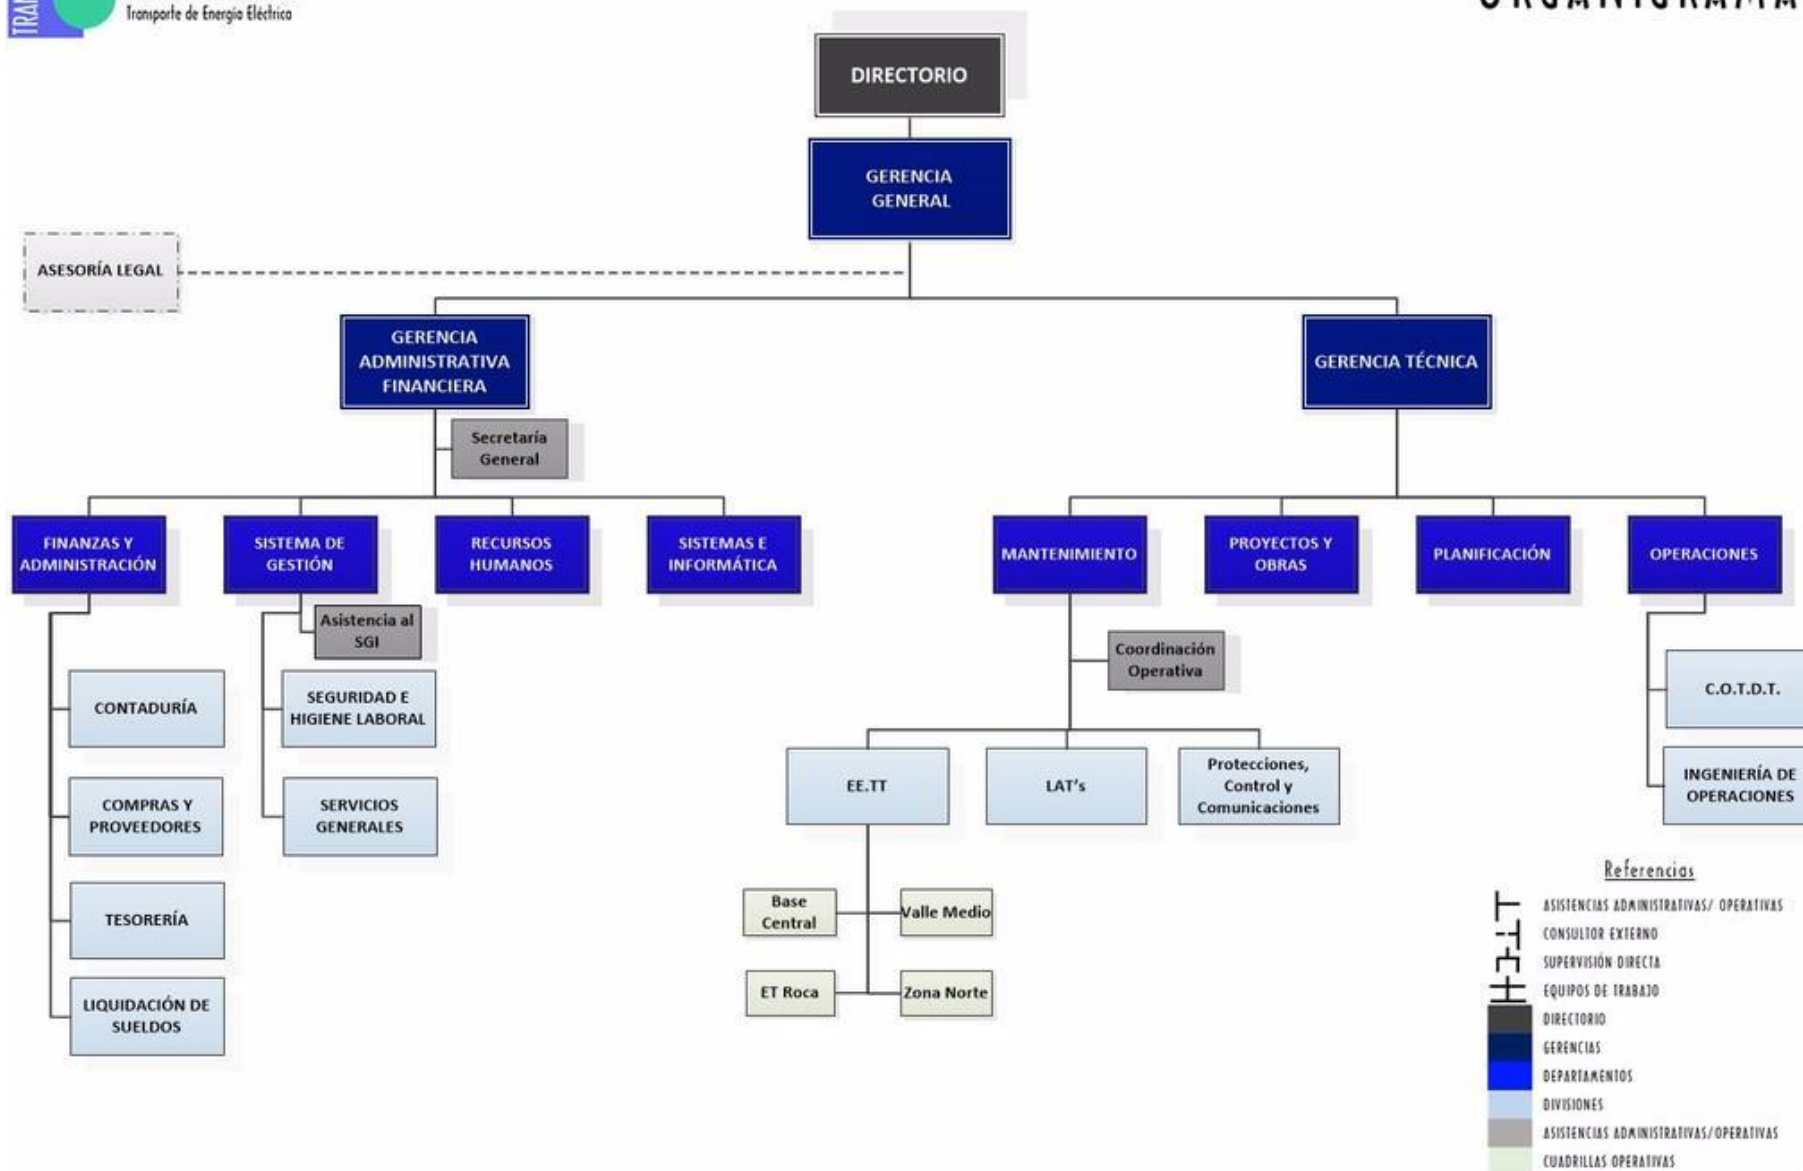 TRAN
Transporte de Energía Eléctrica
ORGANIGRAMA
DIRECTORIO
GERENCIA
GENERAL
ASESORÍA LEGAL
GERENCIA
ADMINISTRATIVA
FINANCIERA
GERENCIA TÉCNICA
Secretaría
General
FINANZAS Y
ADMINISTRACIÓN
SISTEMA DE
GESTIÓN
RECURSOS
HUMANOS
SISTEMAS E
INFORMÁTICA
MANTENIMIENTO
PROYECTOS Y
OBRAS
PLANIFICACIÓN
OPERACIONES
Asistencia al
SGI
Coordinación
Operativa
CONTADURÍA
SEGURIDAD E
HIGIENE LABORAL
C.O.T.D.T.
COMPRAS Y
PROVEEDORES
SERVICIOS
GENERALES
EE.TT
LAT's
Protecciones,
Control y
Comunicaciones
INGENIERÍA DE
OPERACIONES
TESORERÍA
LIQUIDACIÓN DE
SUELDOS
Base
Central
Valle Medio
ET Roca
Zona Norte
Referencias
ASISTENCIAS ADMINISTRATIVAS/ OPERATIVAS
CONSULTOR EXTERNO
SUPERVISIÓN DIRECTA
EQUIPOS DE TRABAJO
DIRECTORIO
GERENCIAS
DEPARTAMENTOS
DIVISIONES
ASISTENCIAS ADMINISTRATIVAS/OPERATIVAS
CUADRILLAS OPERATIVAS